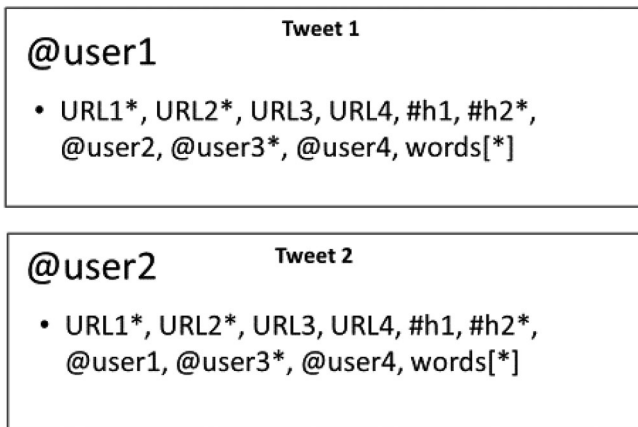 Tweet 1
@user1
• URL1*, URL2*, URL3, URL4, #h1, #h2*,
@user2, @user3*, @user4, words[*]
Tweet 2
@user2
• URL1*, URL2*, URL3, URL4, #h1, #h2*,
@user1, @user3*, @user4, words[*]